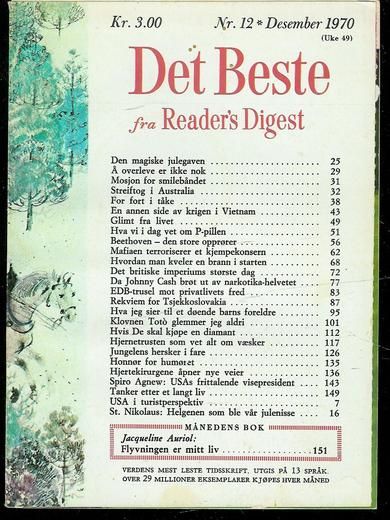 Kr. 3.00 Nr. 12 * Desember 1970
(Uke 49)
Det Beste
fra Reader's Digest
Den magiske julegaven 25
Å overleve er ikke nok 29
Mosjon for smilebåndet 31
Streiftog i Australia 32
For fort i tåke 38
En annen side av krigen i Vietnam 43
Glimt fra livet 49
Hva vi i dag vet om P-pillen 51
Beethoven – den store opprører 56
Mafiaen terroriserer et kjempekonsern 62
Hvordan man kveler en brann i starten 68
Det britiske imperiums største dag 72
Da Johnny Cash brøt ut av narkotika-helvetet 77
EDB-trusel mot privatlivets fred 83
Rekviem for Tsjekkoslovakia 87
Hva jeg sier til et døende barns foreldre 95
Klovnen Totò glemmer jeg aldri 101
Hvis De skal kjøpe en diamant 112
Hjernetrusten som vet alt om væsker 117
Jungelens hersker i fare 126
Honnør for humøret 135
Hjertekirurgene åpner nye veier 136
Spiro Agnew: USAs frittalende visepresident 143
Tanker etter et langt liv 149
USA i turistperspektiv 7
St. Nikolaus: Helgenen som ble vår julenisse 16
MÅNEDENS BOK
Jacqueline Auriol:
Flyvningen er mitt liv 151
VERDENS MEST LESTE TIDSSKRIFT. UTGIS PÅ 13 SPRÅK.
OVER 29 MILLIONER EKSEMPLARER KJØPES HVER MÅNED